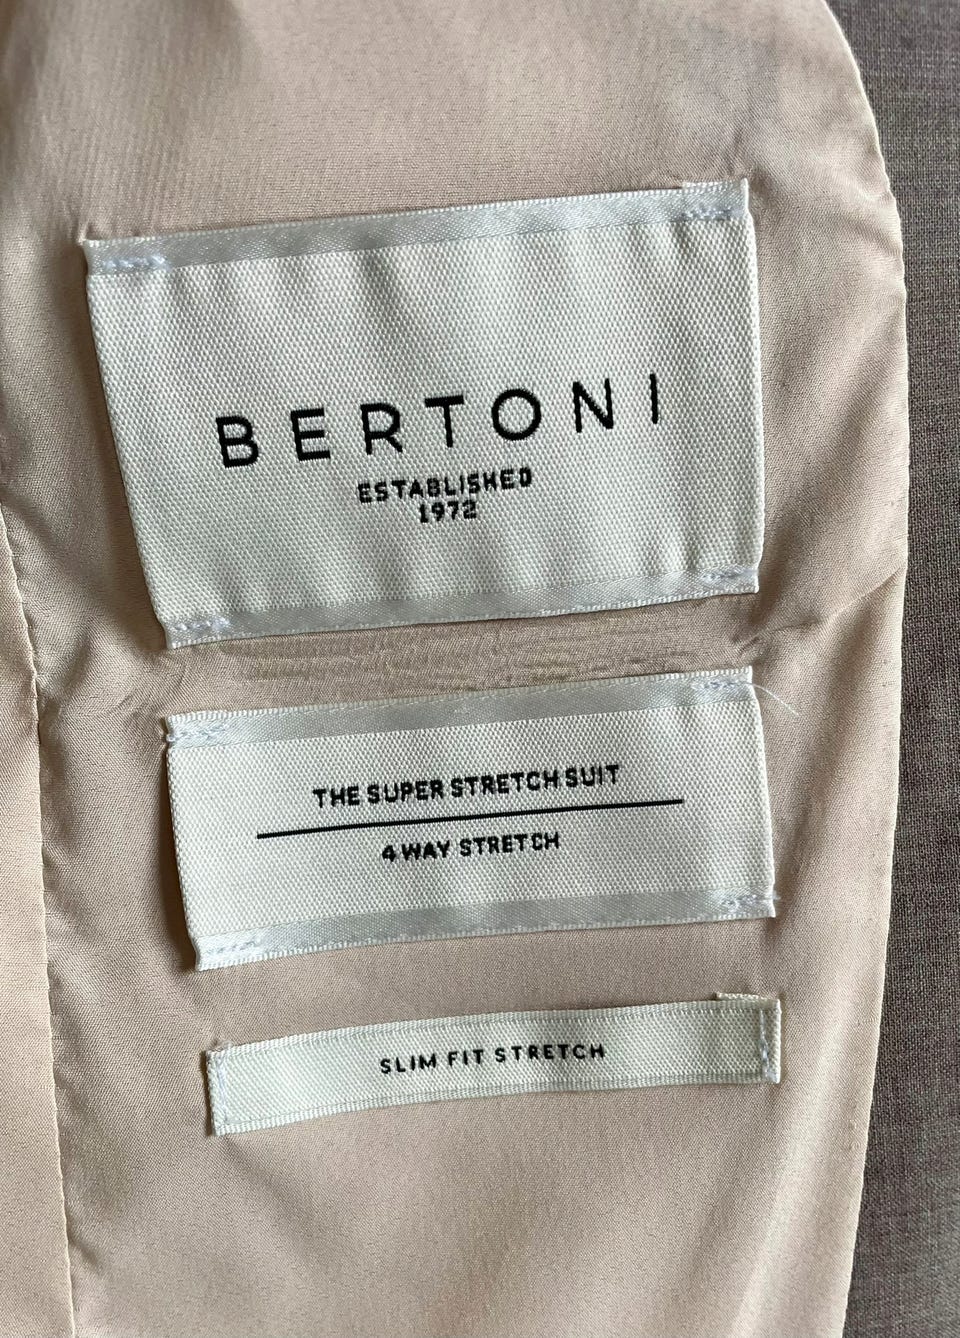 BERTONI
ESTABLISHED
1972
THE SUPER STRETCH SUIT
4 WAY STRETCH
SLIM FIT STRETCH